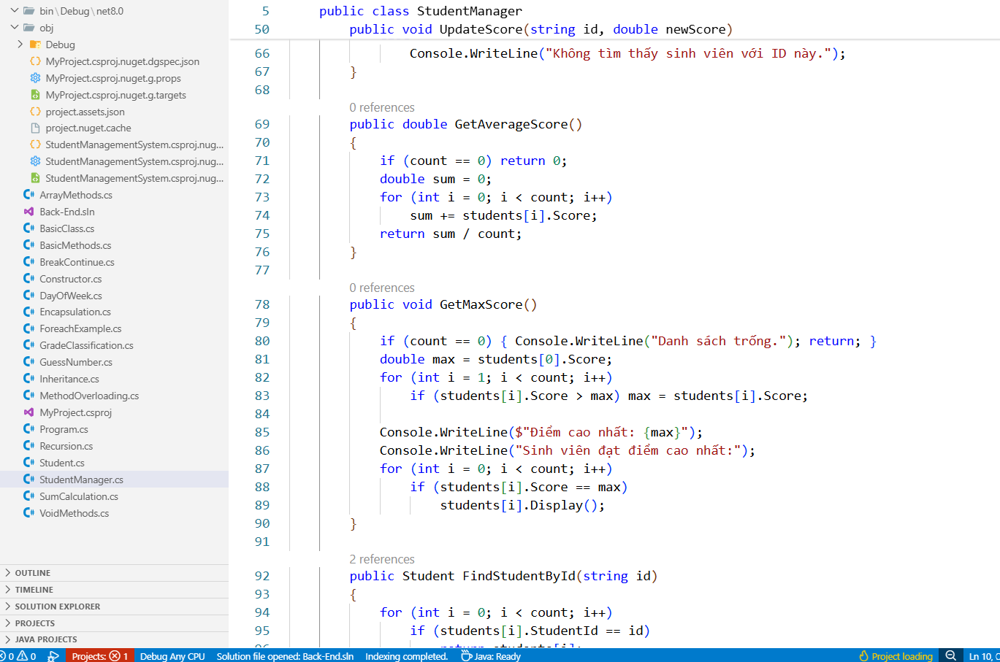 bin\Debug\net8.0
obj
Debug
MyProject.csproj.nuget.dgspec.json
MyProject.csproj.nuget.g.props
MyProject.csproj.nuget.g.targets
project.assets.json
project.nuget.cache
StudentManagementSystem.csproj.nug...
StudentManagementSystem.csproj.nug...
StudentManagementSystem.csproj.nug...
ArrayMethods.cs
Back-End.sln
BasicClass.cs
BasicMethods.cs
BreakContinue.cs
Constructor.cs
DayOfWeek.cs
Encapsulation.cs
ForeachExample.cs
GradeClassification.cs
GuessNumber.cs
Inheritance.cs
MethodOverloading.cs
MyProject.csproj
Program.cs
Recursion.cs
Student.cs
StudentManager.cs
SumCalculation.cs
VoidMethods.cs
OUTLINE
TIMELINE
SOLUTION EXPLORER
PROJECTS
JAVA PROJECTS
5 public class StudentManager
50 public void UpdateScore(string id, double newScore)
66 Console.WriteLine("Không tìm thấy sinh viên với ID này.");
67 }
68
0 references
69 public double GetAverageScore()
70 {
71 if (count == 0) return 0;
72 double sum = 0;
73 for (int i = 0; i < count; i++)
74 sum += students[i].Score;
75 return sum / count;
76 }
77
0 references
78 public void GetMaxScore()
79 {
80 if (count == 0) { Console.WriteLine("Danh sách trống."); return; }
81 double max = students[0].Score;
82 for (int i = 1; i < count; i++)
83 if (students[i].Score > max) max = students[i].Score;
84
85 Console.WriteLine($"Điểm cao nhất: {max}");
86 Console.WriteLine("Sinh viên đạt điểm cao nhất:");
87 for (int i = 0; i < count; i++)
88 if (students[i].Score == max)
89 students[i].Display();
90 }
91
2 references
92 public Student FindStudentById(string id)
93 {
94 for (int i = 0; i < count; i++)
95 if (students[i].StudentId == id)
0 0 Projects: 1 Debug Any CPU Solution file opened: Back-End.sln Indexing completed. Java: Ready Project loading Ln 10,